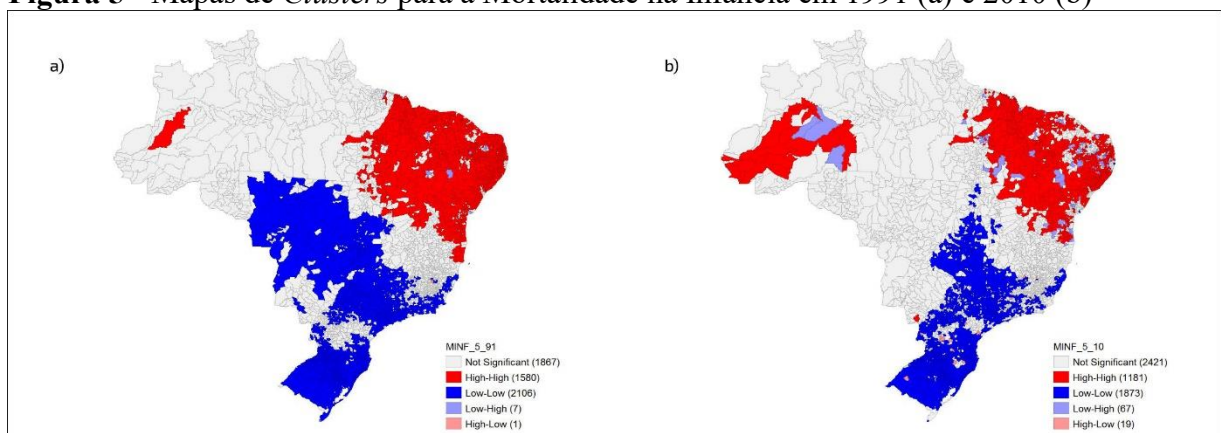 Figura 3 - Mapas de Clusters para a Mortalidade na Infância em 1991 (a) e 2010 (b)
a)
MINF_5_91
Not Significant (1867)
High-High (1580)
Low-Low (2106)
Low-High (7)
High-Low (1)
b)
MINF_5_10
Not Significant (2421)
High-High (1181)
Low-Low (1873)
Low-High (67)
High-Low (19)